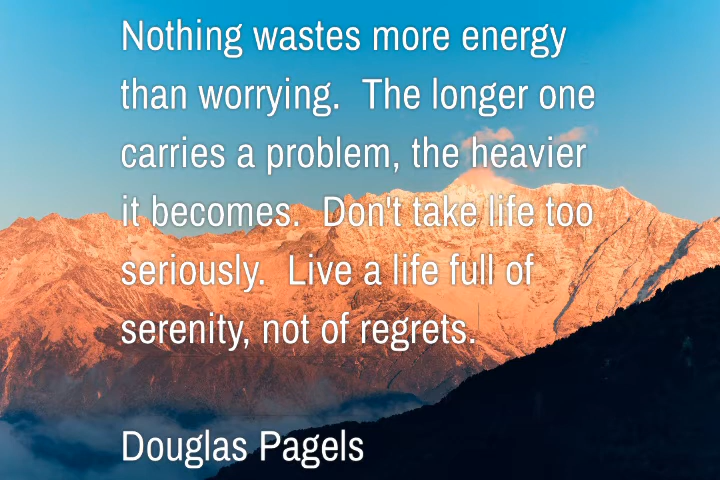 Nothing wastes more energy
than worrying.  The longer one
carries a problem, the heavier
it becomes.  Don't take life too
seriously.  Live a life full of
serenity, not of regrets.
Douglas Pagels